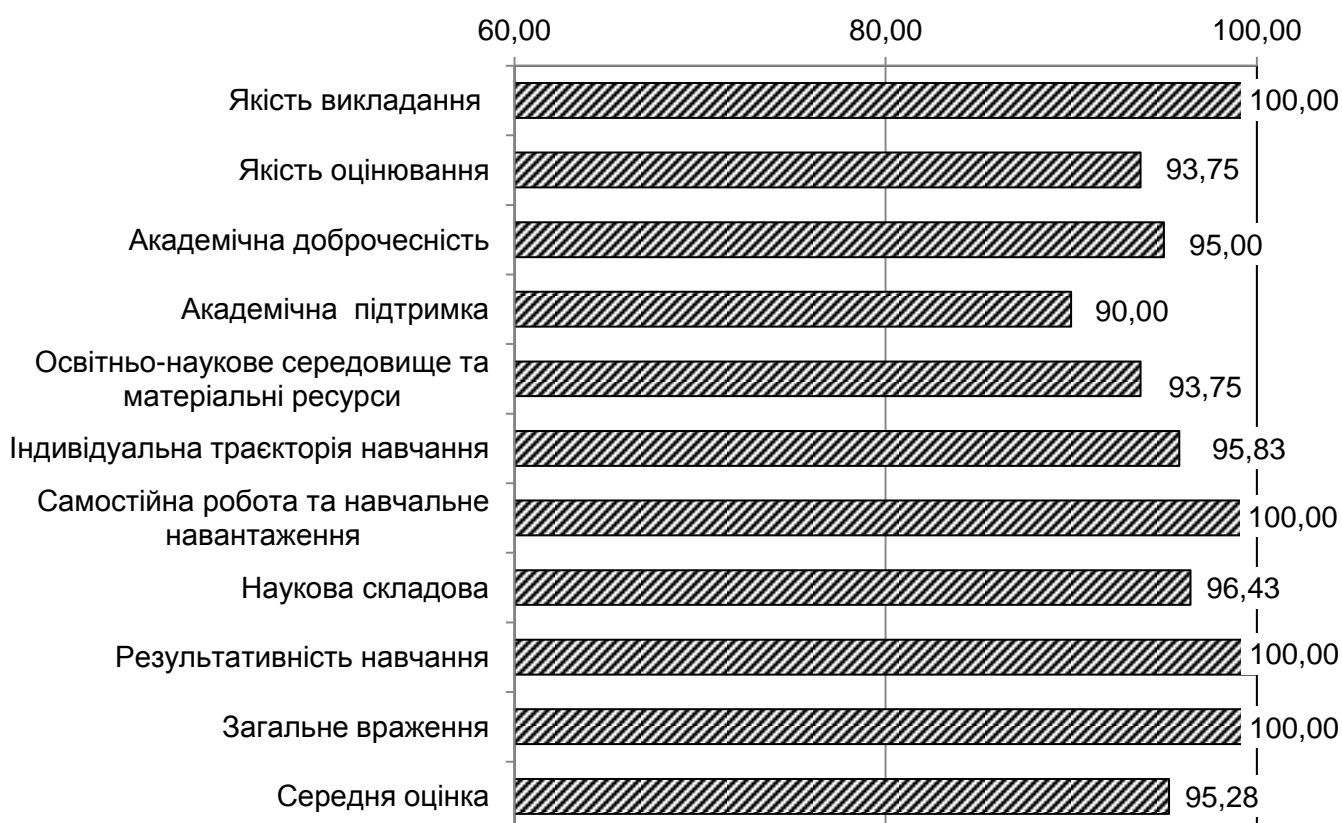 60,00 80,00 100,00
Якість викладання 100,00
Якість оцінювання 93,75
Академічна доброчесність 95,00
Академічна підтримка 90,00
Освітньо-наукове середовище та
матеріальні ресурси 93,75
Індивідуальна траєкторія навчання 95,83
Самостійна робота та навчальне
навантаження 100,00
Наукова складова 96,43
Результативність навчання 100,00
Загальне враження 100,00
Середня оцінка 95,28